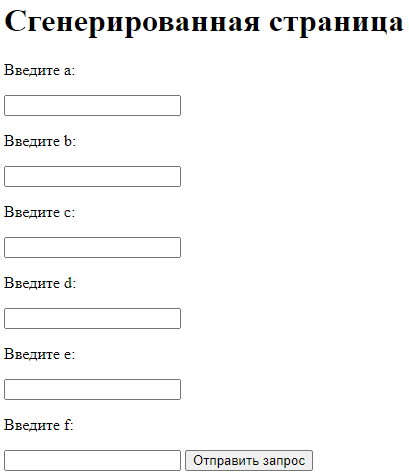 Сгенерированная страница
Введите a:
Введите b:
Введите c:
Введите d:
Введите e:
Введите f:
Отправить запрос